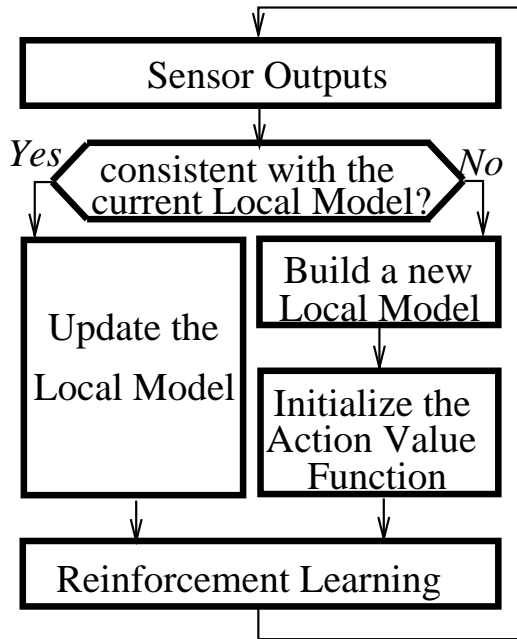 Sensor Outputs
Yes
consistent with the
current Local Model?
No
Update the
Local Model
Build a new
Local Model
Initialize the
Action Value
Function
Reinforcement Learning